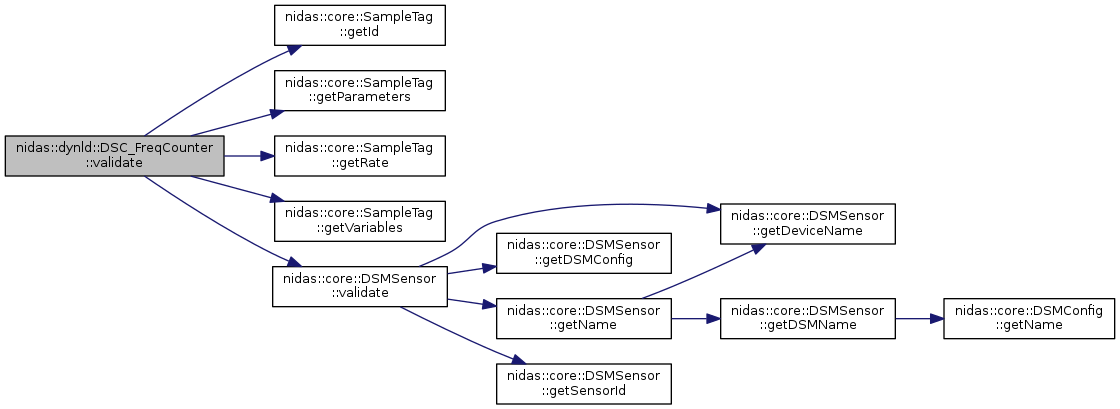 nidas::core::SampleTag
::getId
nidas::core::SampleTag
::getParameters
nidas::dynld::DSC_FreqCounter
::validate
nidas::core::SampleTag
::getRate
nidas::core::SampleTag
::getVariables
nidas::core::DSMSensor
::validate
nidas::core::DSMSensor
::getDeviceName
nidas::core::DSMSensor
::getDSMConfig
nidas::core::DSMSensor
::getName
nidas::core::DSMSensor
::getDSMName
nidas::core::DSMConfig
::getName
nidas::core::DSMSensor
::getSensorId